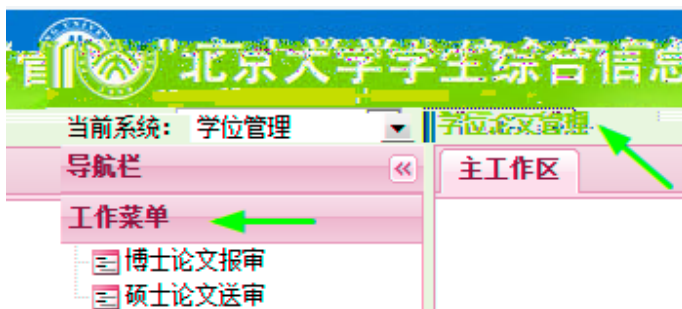 北京大学学生综合信息
当前系统： 学位管理 学位论文管理
导航栏 主工作区
工作菜单
博士论文报审
硕士论文送审